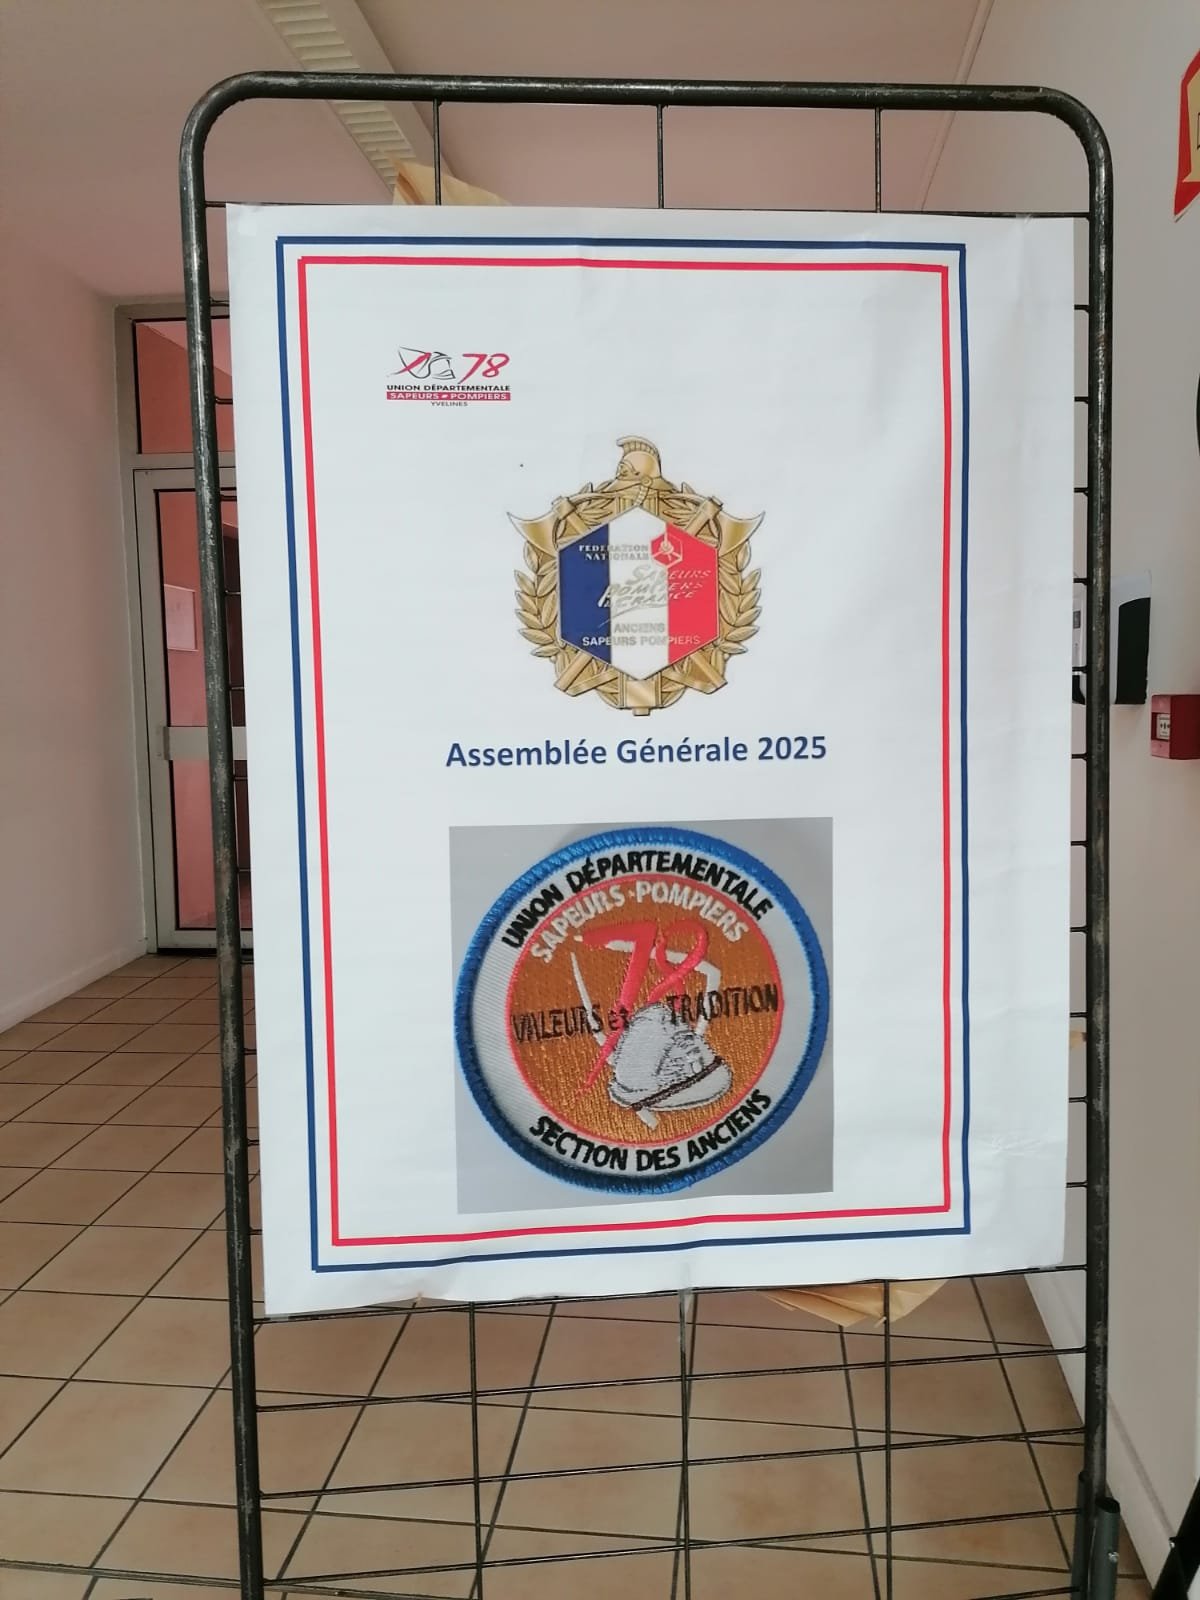 78
UNION DÉPARTEMENTALE
SAPEURS-POMPIERS
YVELINES
FEDERATION
NATIONALE
SAPEURS
POMPIERS
DE FRANCE
ANCIENS
SAPEURS POMPIERS
Assemblée Générale 2025
UNION DÉPARTEMENTALE
SAPEURS-POMPIERS
78
VALEURS et TRADITION
SECTION DES ANCIENS